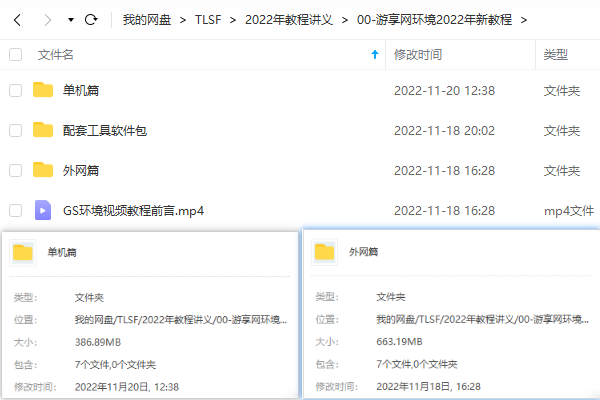 我的网盘 > TLSF > 2022年教程讲义 > 00-游享网环境2022年新教程 >
文件名 修改时间 类型
单机篇 2022-11-20 12:38 文件夹
配套工具软件包 2022-11-18 20:02 文件夹
外网篇 2022-11-18 16:28 文件夹
GS环境视频教程前言.mp4 2022-11-18 16:28 mp4文件
单机篇
类型: 文件夹
位置: 我的网盘/TLSF/2022年教程讲义/00-游享网环境...
大小: 386.89MB
包含: 7个文件,0个文件夹
修改时间: 2022年11月20日, 12:38
外网篇
类型: 文件夹
位置: 我的网盘/TLSF/2022年教程讲义/00-游享网环境...
大小: 663.19MB
包含: 7个文件,0个文件夹
修改时间: 2022年11月18日, 16:28